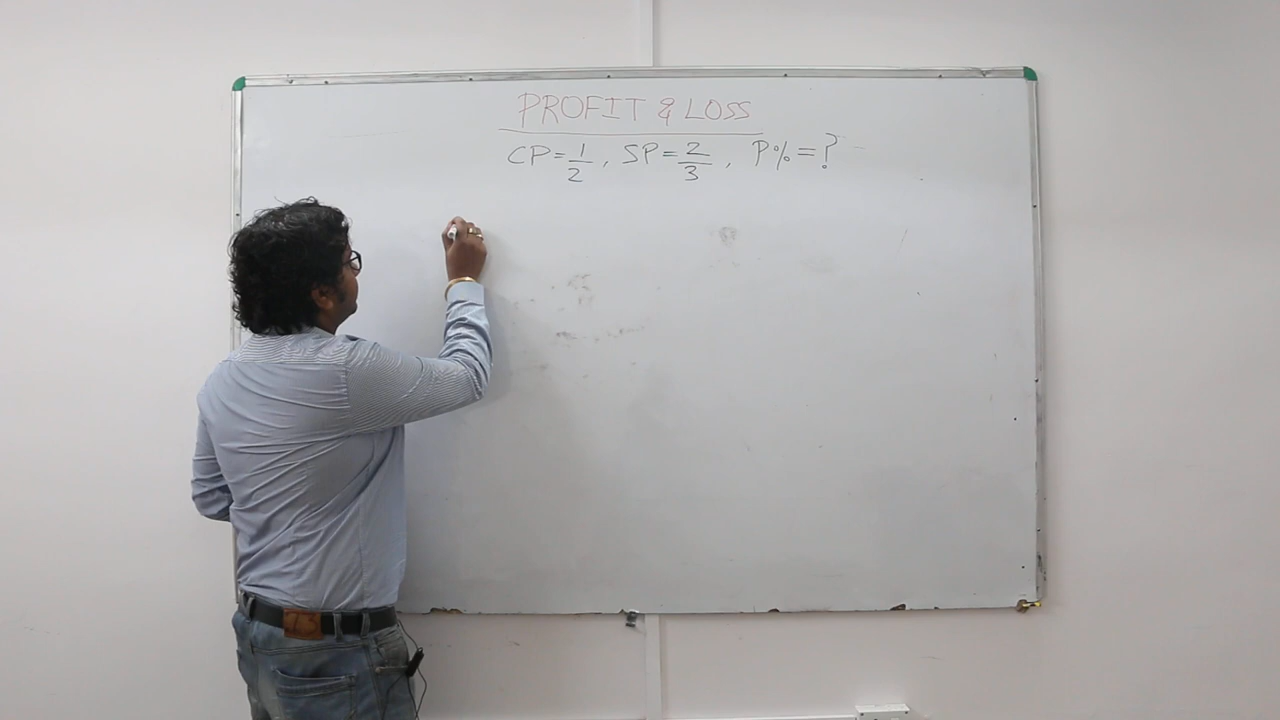 PROFIT & LOSS
CP=1/2, SP=2/3, P%=?